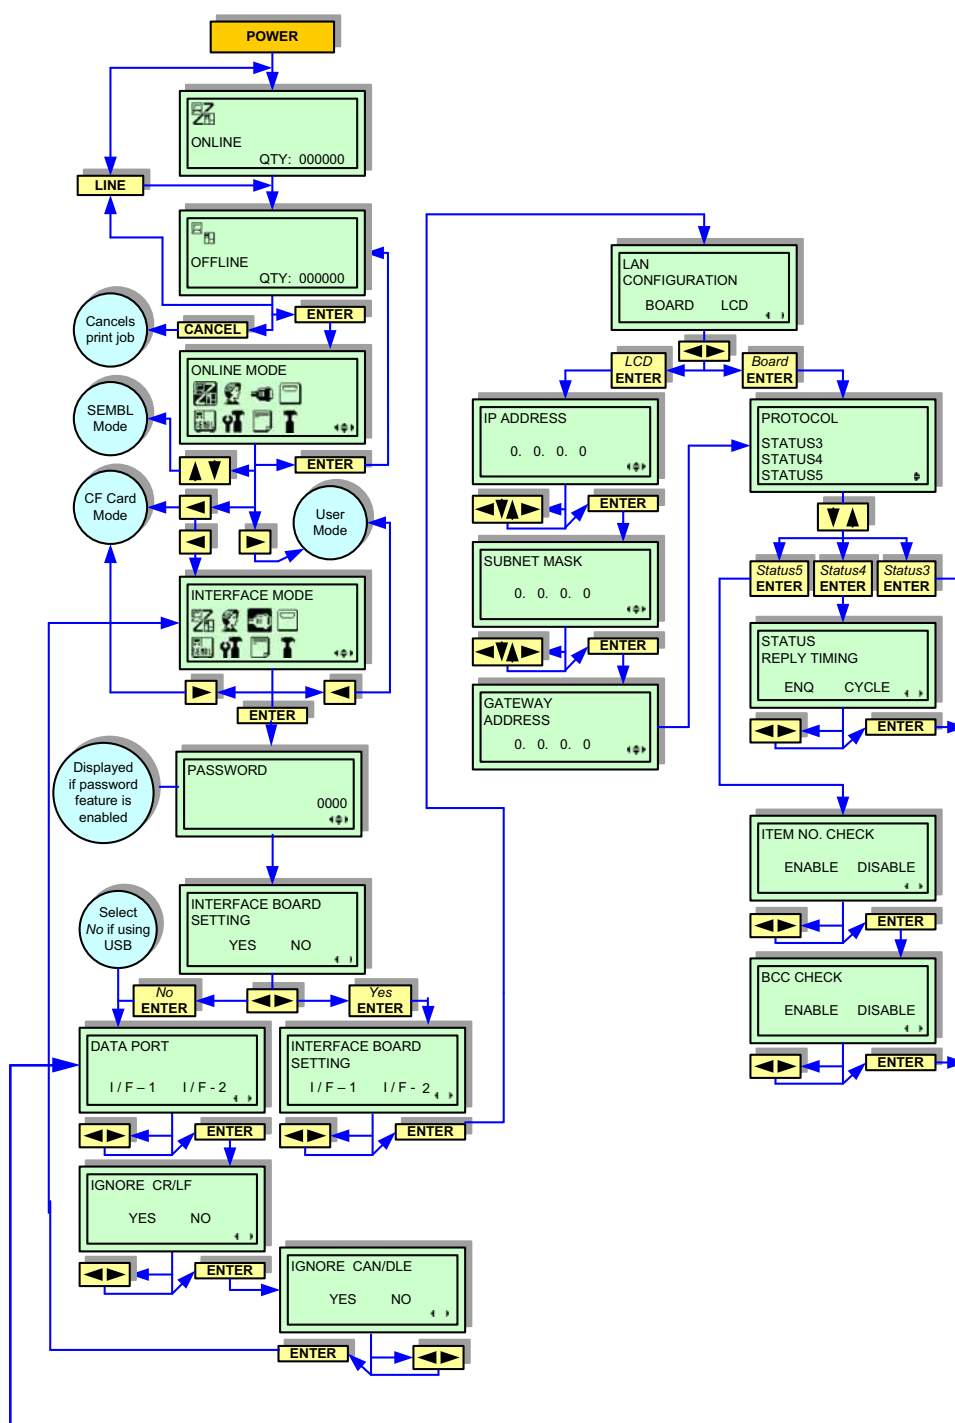 POWER
ONLINE
QTY: 000000
LINE
OFFLINE
QTY: 000000
ENTER
CANCEL
Cancels
print job
ONLINE MODE
SEMBL
Mode
ENTER
CF Card
Mode
User
Mode
INTERFACE MODE
ENTER
Displayed
if password
feature is
enabled
PASSWORD
0000
INTERFACE BOARD
SETTING
YES NO
Select
No if using
USB
No
ENTER
Yes
ENTER
DATA PORT
I / F – 1 I / F - 2
ENTER
INTERFACE BOARD
SETTING
I / F – 1 I / F - 2
ENTER
IGNORE CR/LF
YES NO
ENTER
IGNORE CAN/DLE
YES NO
ENTER
LAN
CONFIGURATION
BOARD LCD
LCD
ENTER
Board
ENTER
IP ADDRESS
0. 0. 0. 0
ENTER
SUBNET MASK
0. 0. 0. 0
ENTER
GATEWAY
ADDRESS
0. 0. 0. 0
PROTOCOL
STATUS3
STATUS4
STATUS5
Status5
ENTER
Status4
ENTER
Status3
ENTER
STATUS
REPLY TIMING
ENQ CYCLE
ENTER
ITEM NO. CHECK
ENABLE DISABLE
ENTER
BCC CHECK
ENABLE DISABLE
ENTER